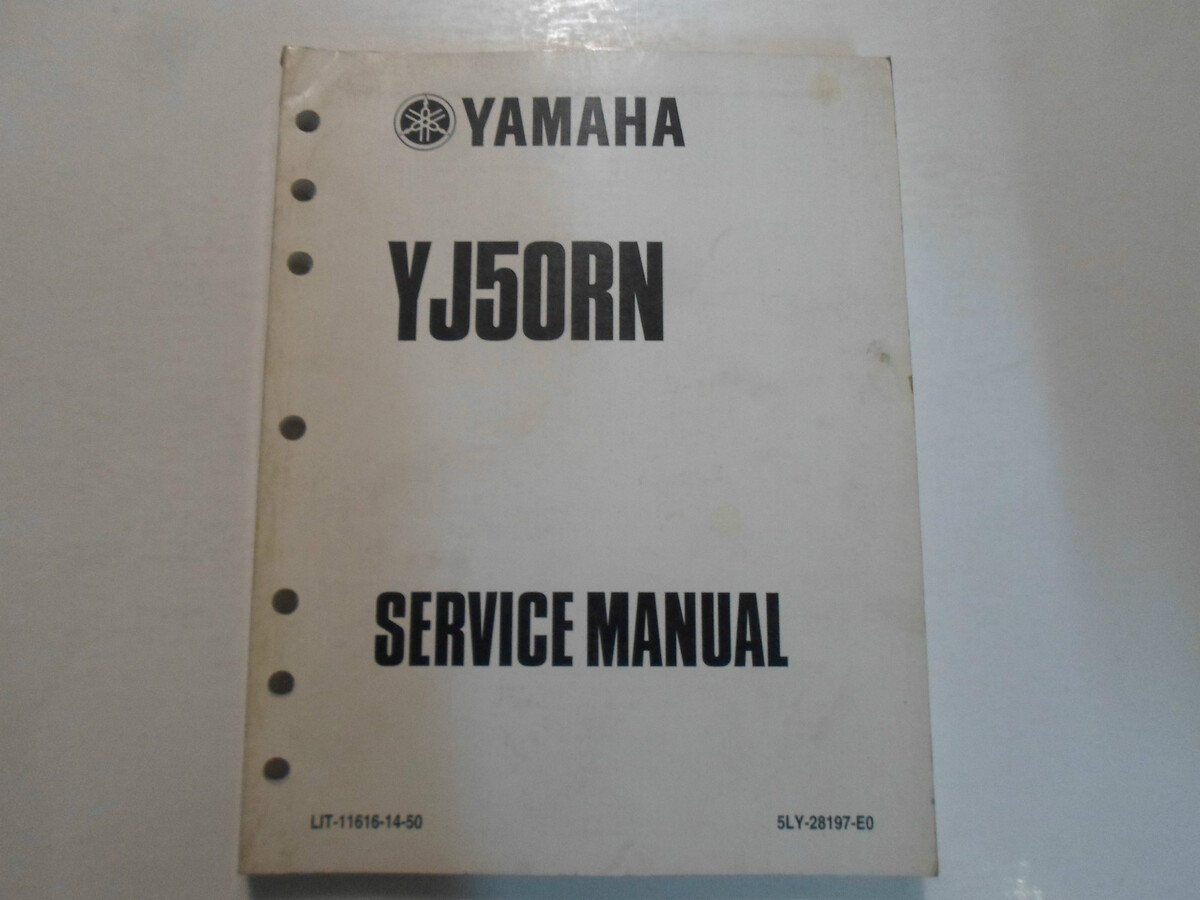 YAMAHA
YJ50RN
SERVICE MANUAL
LIT-11616-14-50
5LY-28197-E0